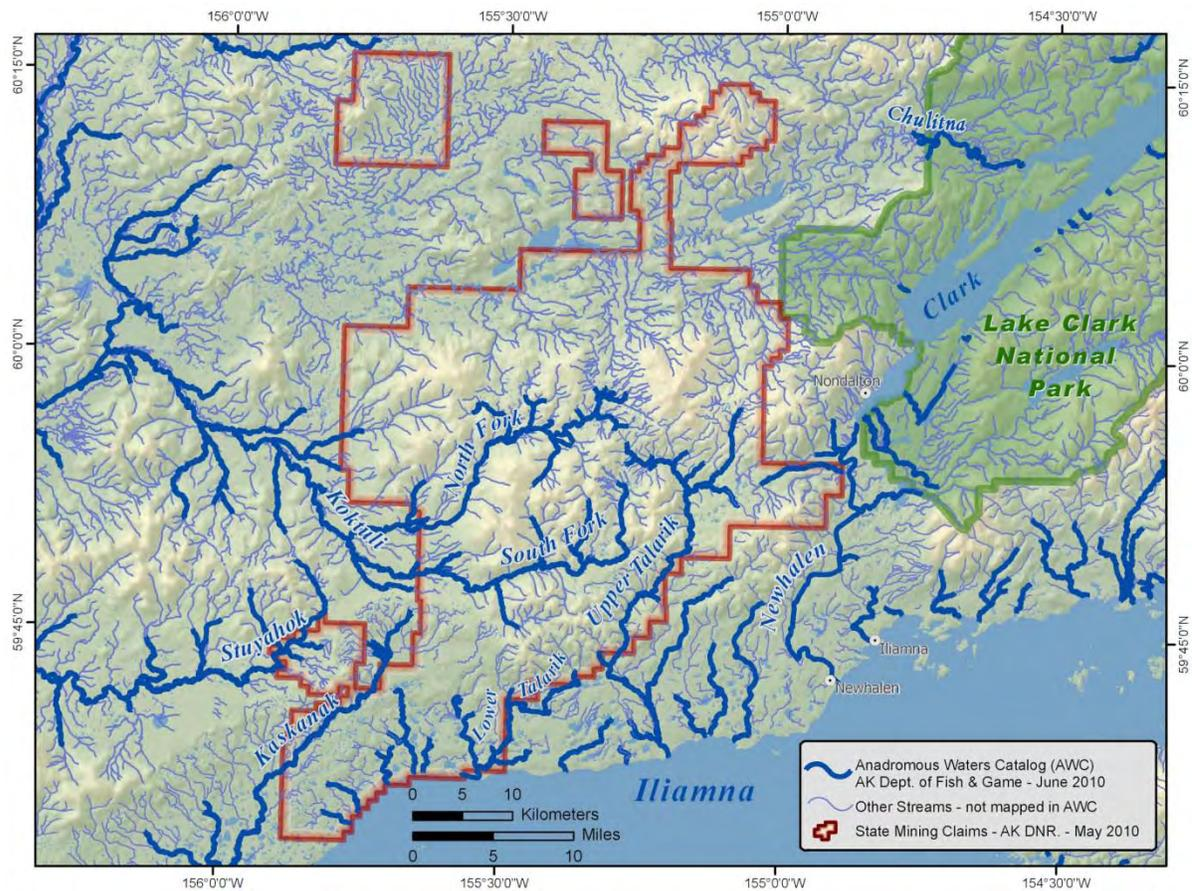 156°0'0"W
155°30'0"W
155°0'0"W
154°30'0"W
60°15'0"N
60°15'0"N
Chulitna
Clark
Lake Clark
National
Park
60°0'0"N
60°0'0"N
Nondalton
North Fork
Koktuli
South Fork
Upper Talarik
Newhalen
59°45'0"N
59°45'0"N
Stuyahok
Iliamna
Newhalen
Lower
Talarik
Kaskanak
Iliamna
0 5 10
Kilometers
Miles
0 5 10
Anadromous Waters Catalog (AWC)
AK Dept. of Fish & Game - June 2010
Other Streams - not mapped in AWC
State Mining Claims - AK DNR. - May 2010
156°0'0"W
155°30'0"W
155°0'0"W
154°30'0"W